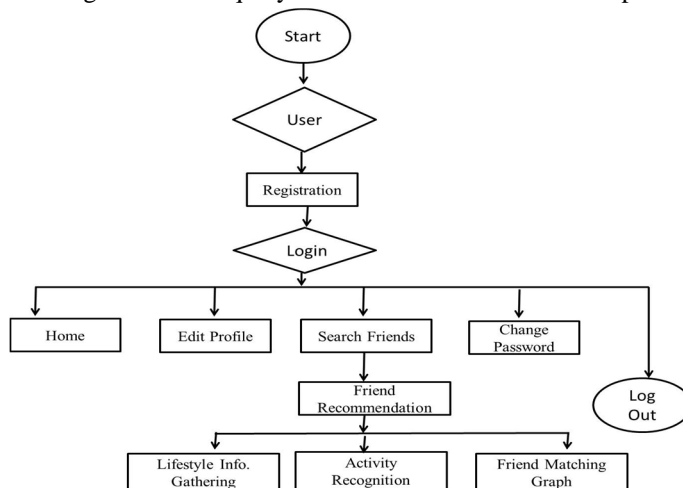 Start
User
Registration
Login
Home
Edit Profile
Search Friends
Change
Password
Friend
Recommendation
Log
Out
Lifestyle Info.
Gathering
Activity
Recognition
Friend Matching
Graph